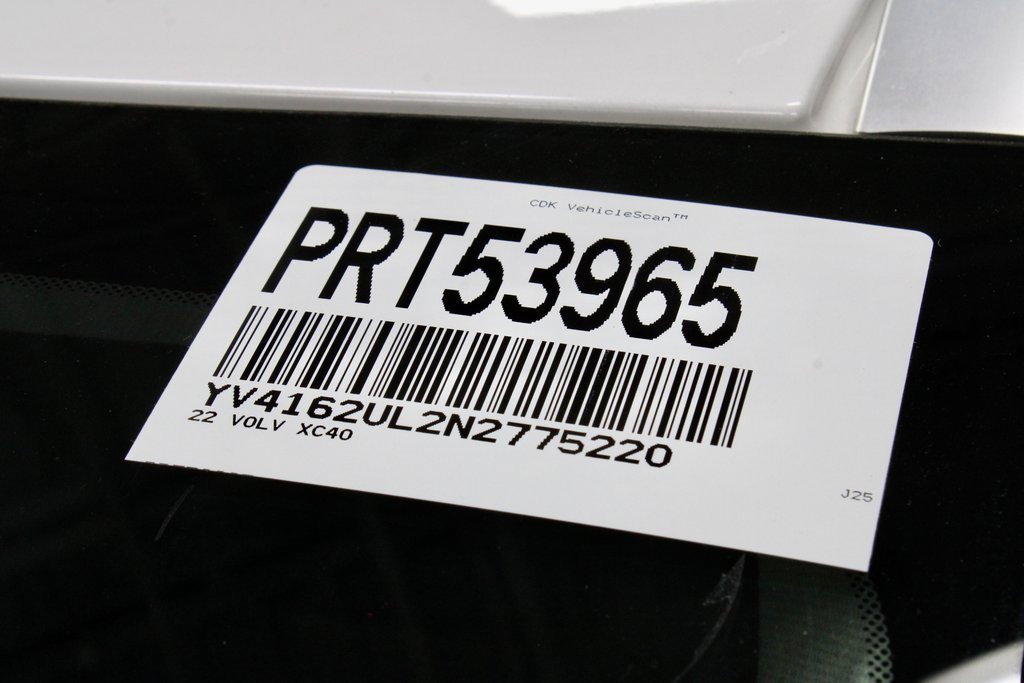 CDK VehicleScan™
PRT53965
YV4162UL2N2775220
22 VOLV XC40
J25